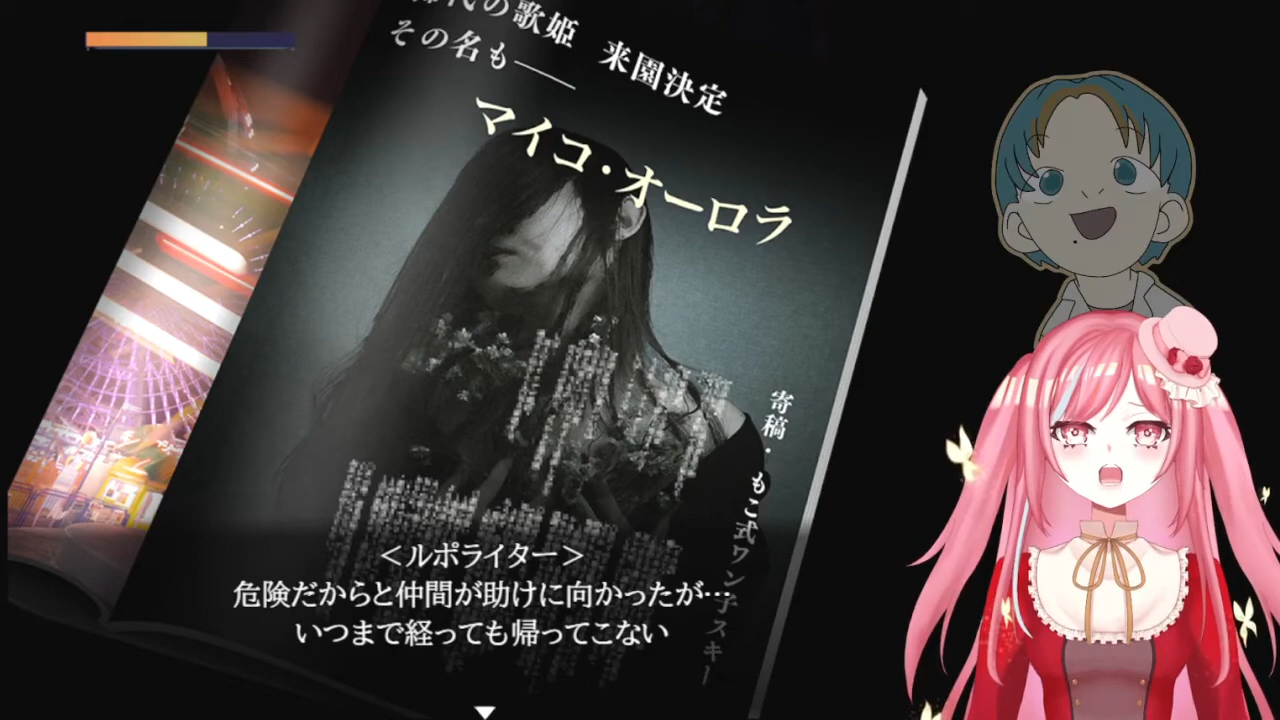 の歌姫　来園決定
その名も――
マイコ・オーロラ
寄稿・もこ式ワン子スキー
＜ルポライター＞
危険だからと仲間が助けに向かったが…
いつまで経っても帰ってこない